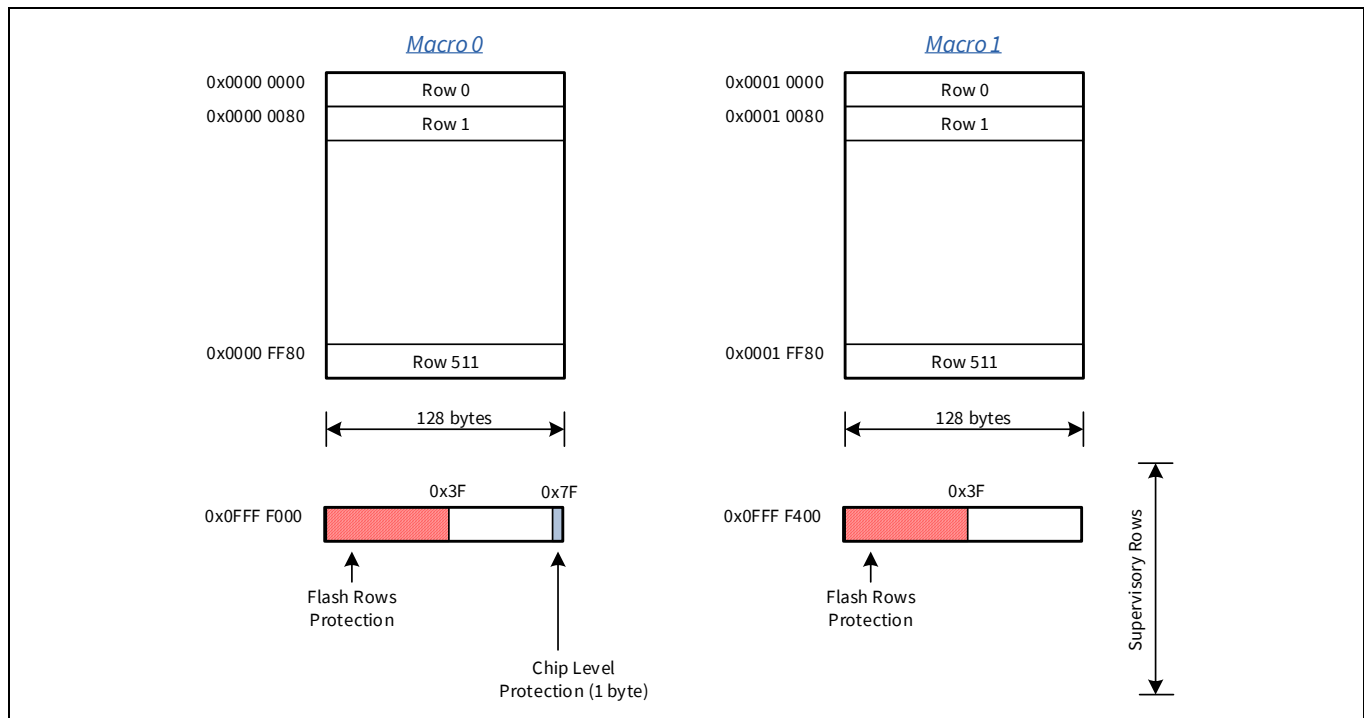 Macro 0
0x0000 0000
Row 0
0x0000 0080
Row 1
0x0000 FF80
Row 511
128 bytes
0x3F
0x7F
0x0FFF F000
Flash Rows
Protection
Chip Level
Protection (1 byte)
Macro 1
0x0001 0000
Row 0
0x0001 0080
Row 1
0x0001 FF80
Row 511
128 bytes
0x3F
0x0FFF F400
Flash Rows
Protection
Supervisory Rows